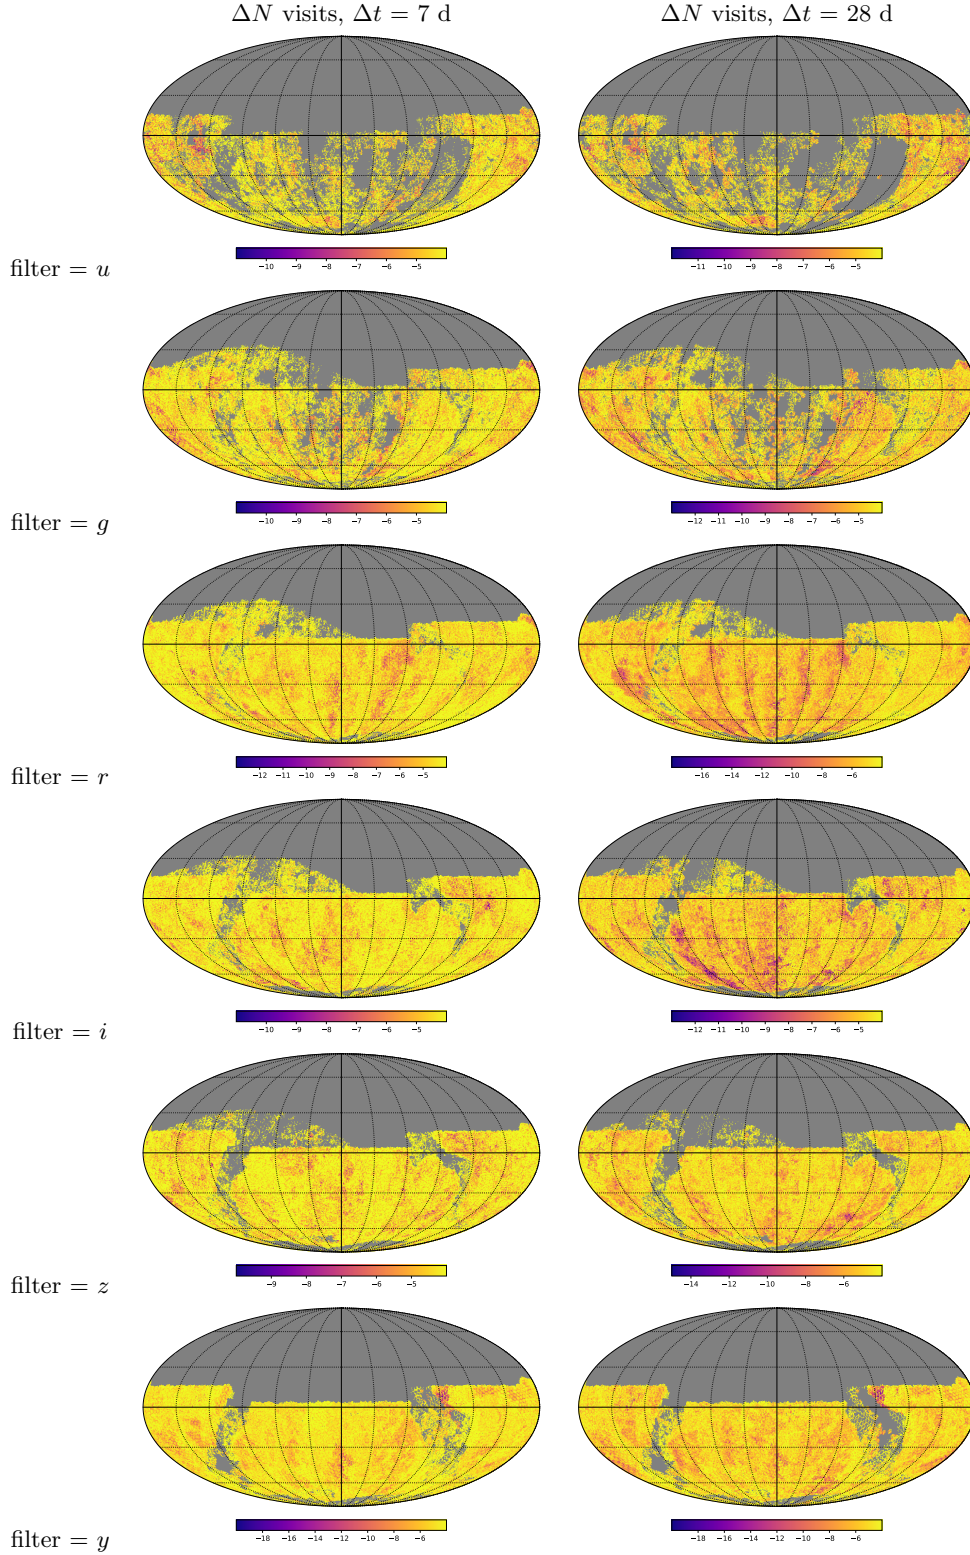 ΔN visits, Δt = 7 d ΔN visits, Δt = 28 d
−10 −9 −8 −7 −6 −5 −11 −10 −9 −8 −7 −6 −5
filter = u
−10 −9 −8 −7 −6 −5 −12 −11 −10 −9 −8 −7 −6 −5
filter = g
−12 −11 −10 −9 −8 −7 −6 −5 −16 −14 −12 −10 −8 −6
filter = r
−10 −9 −8 −7 −6 −5 −12 −11 −10 −9 −8 −7 −6 −5
filter = i
−9 −8 −7 −6 −5 −14 −12 −10 −8 −6
filter = z
−18 −16 −14 −12 −10 −8 −6 −18 −16 −14 −12 −10 −8 −6
filter = y